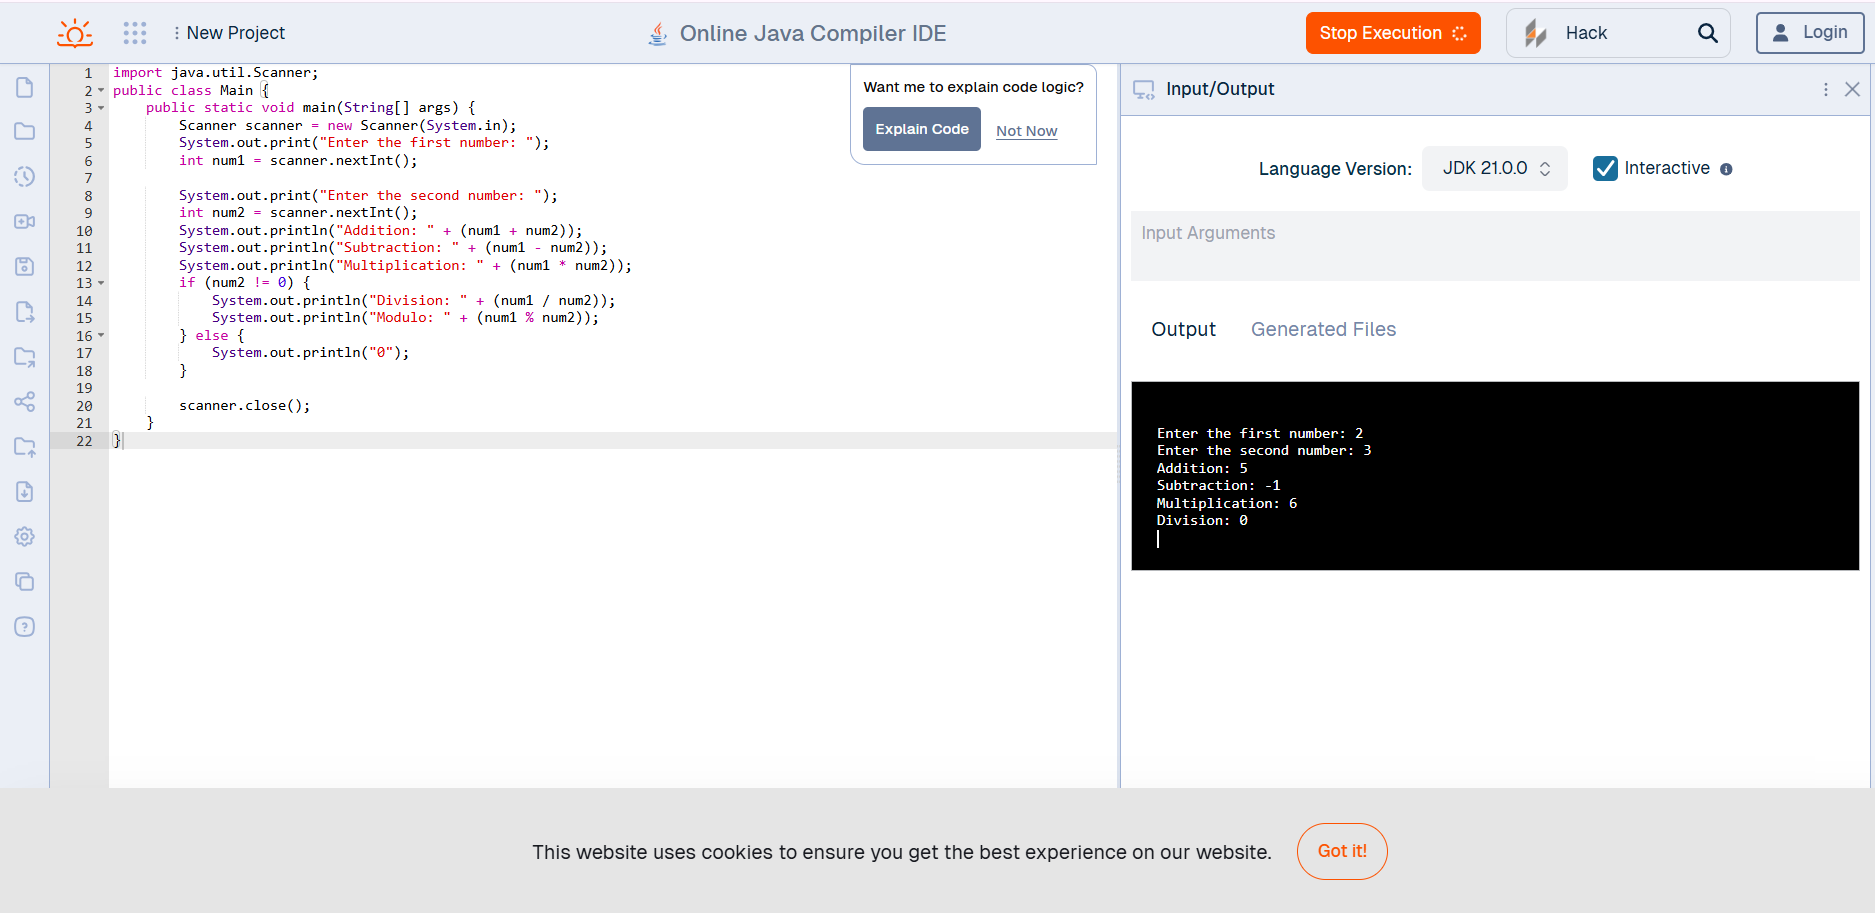 New Project
Online Java Compiler IDE
Stop Execution
Hack
Login
1 import java.util.Scanner;
2 public class Main {
3     public static void main(String[] args) {
4         Scanner scanner = new Scanner(System.in);
5         System.out.print("Enter the first number: ");
6         int num1 = scanner.nextInt();
7
8         System.out.print("Enter the second number: ");
9         int num2 = scanner.nextInt();
10         System.out.println("Addition: " + (num1 + num2));
11         System.out.println("Subtraction: " + (num1 - num2));
12         System.out.println("Multiplication: " + (num1 * num2));
13         if (num2 != 0) {
14             System.out.println("Division: " + (num1 / num2));
15             System.out.println("Modulo: " + (num1 % num2));
16         } else {
17             System.out.println("0");
18         }
19
20         scanner.close();
21     }
22 }
Want me to explain code logic?
Explain Code Not Now
Input/Output
Language Version: JDK 21.0.0 Interactive
Input Arguments
Output Generated Files
Enter the first number: 2
Enter the second number: 3
Addition: 5
Subtraction: -1
Multiplication: 6
Division: 0
This website uses cookies to ensure you get the best experience on our website. Got it!